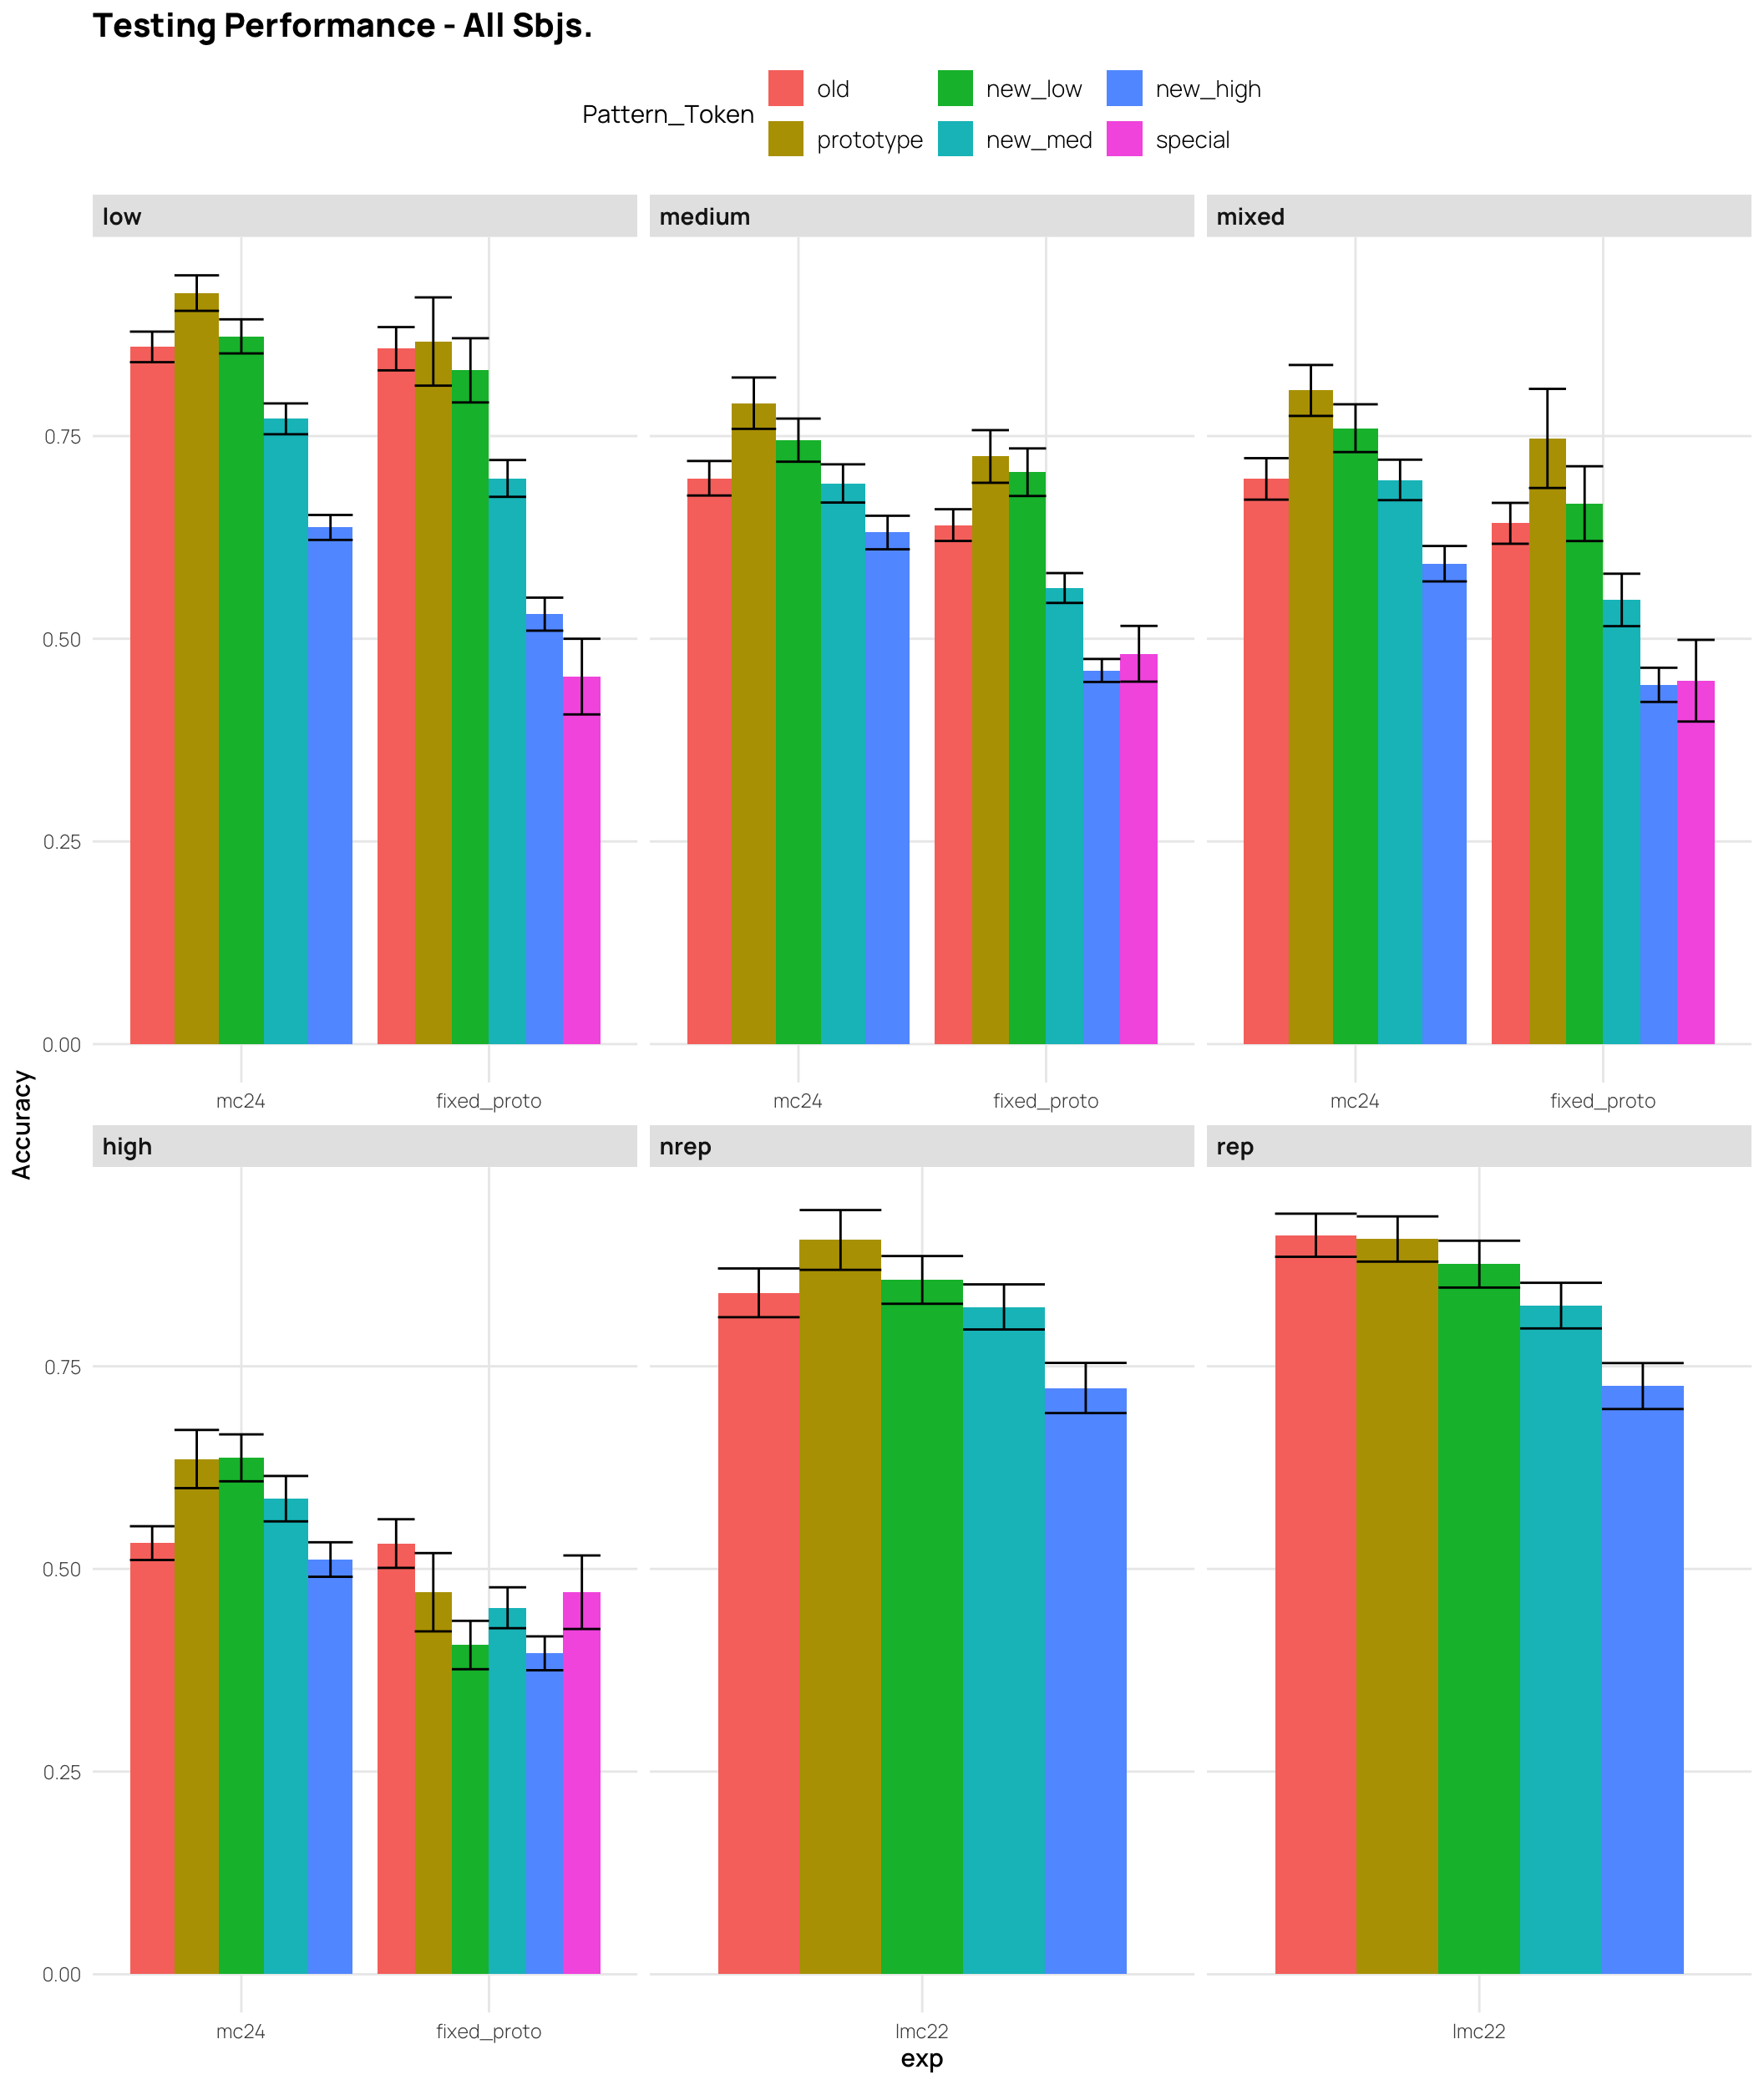 Testing Performance - All Sbjs.
Pattern_Token
old
new_low
new_high
prototype
new_med
special
low
medium
mixed
0.75
0.50
0.25
0.00
mc24
fixed_proto
mc24
fixed_proto
mc24
fixed_proto
Accuracy
high
nrep
rep
0.75
0.50
0.25
0.00
mc24
fixed_proto
lmc22
lmc22
exp